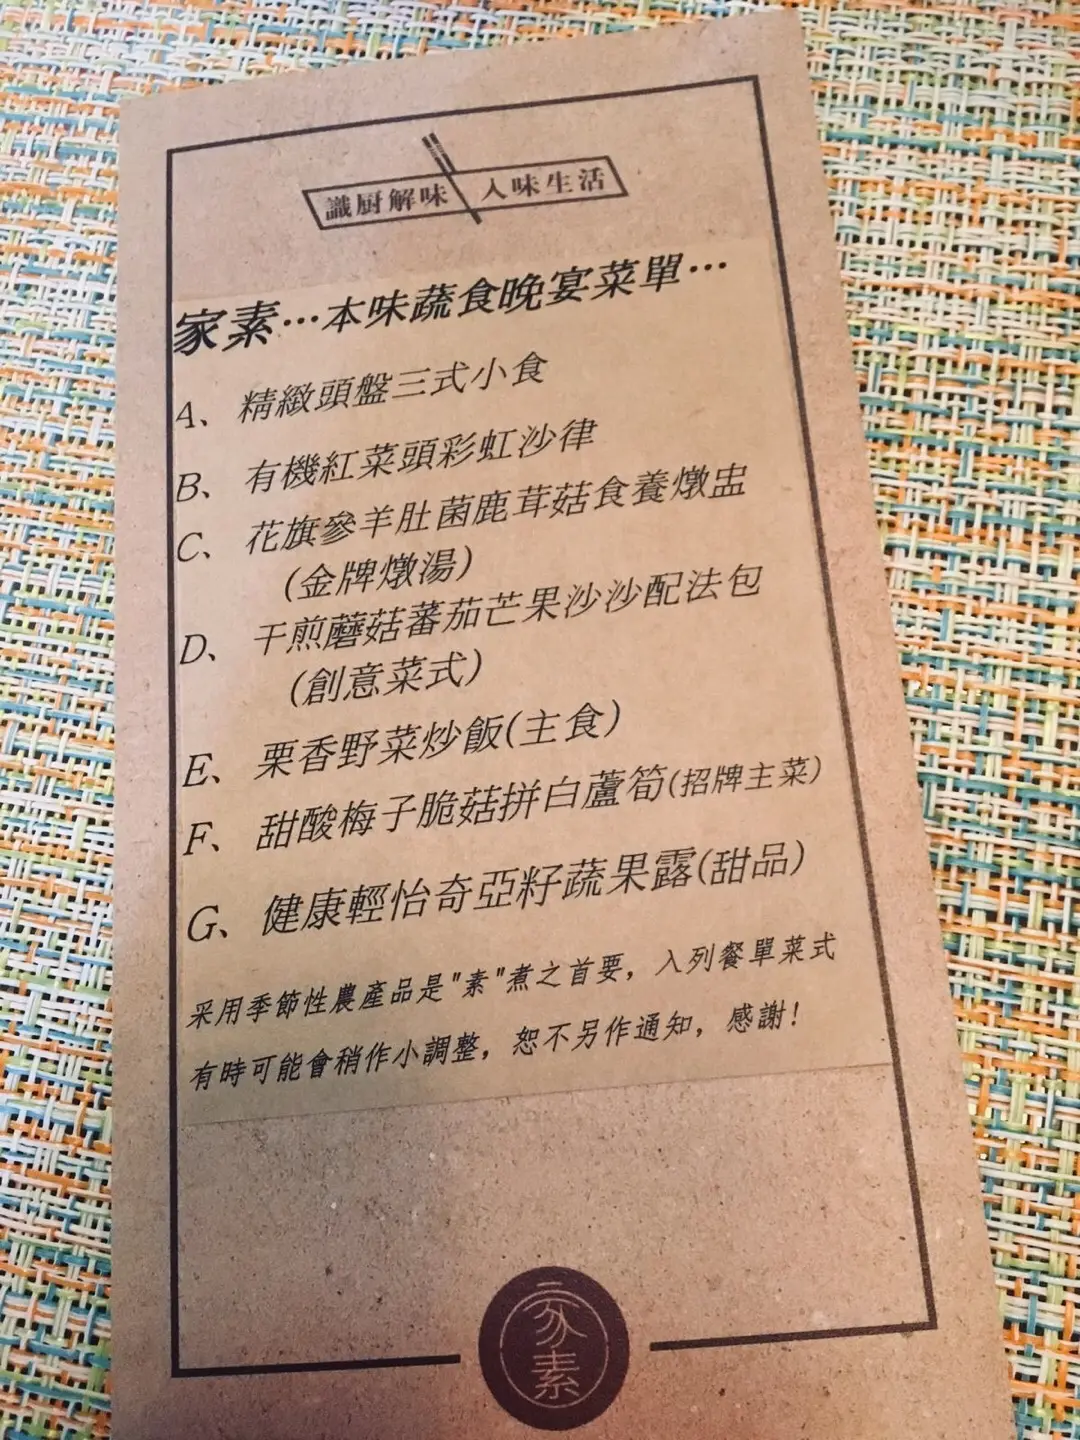 識厨解味 入味生活
家素…本味蔬食晚宴菜單…
A、 精緻頭盤三式小食
B、 有機紅菜頭彩虹沙律
C、 花旗參羊肚菌鹿茸菇食養燉盅
(金牌燉湯)
D、 干煎蘑菇蕃茄芒果沙沙配法包
(創意菜式)
E、 栗香野菜炒飯(主食)
F、 甜酸梅子脆菇拼白蘆筍(招牌主菜)
G、 健康輕怡奇亞籽蔬果露(甜品)
采用季節性農產品是"素"煮之首要，入列餐單菜式
有時可能會稍作小調整，恕不另作通知，感謝!
家素